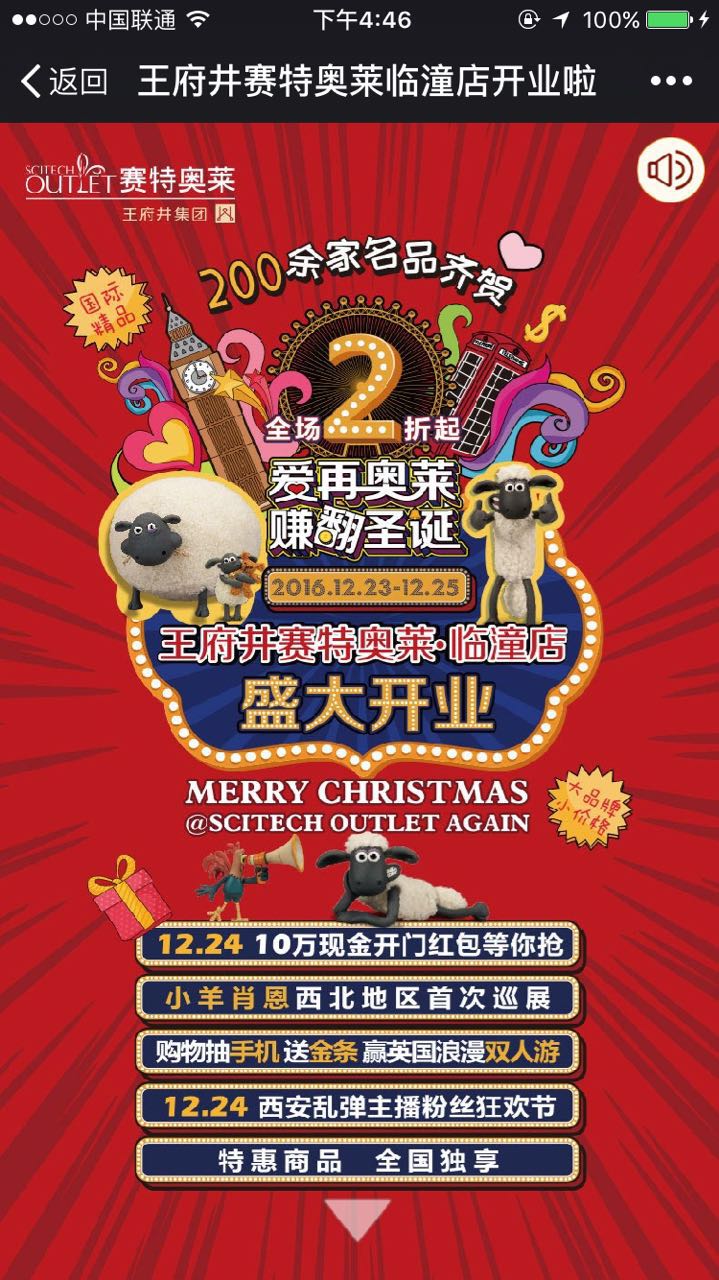 中国联通
下午4:46
100%
返回
王府井赛特奥莱临潼店开业啦
SCITECH
OUTLET 赛特奥莱
王府井集团
200余家名品齐贺
国际
精品
TELEPHONE
全场2折起
爱再奥莱
赚翻圣诞
2016.12.23-12.25
王府井赛特奥莱·临潼店
盛大开业
MERRY CHRISTMAS
@SCITECH OUTLET AGAIN
大品牌
小价格
12.24 10万现金开门红包等你抢
小羊肖恩西北地区首次巡展
购物抽手机 送金条 赢英国浪漫双人游
12.24 西安乱弹主播粉丝狂欢节
特惠商品 全国独享